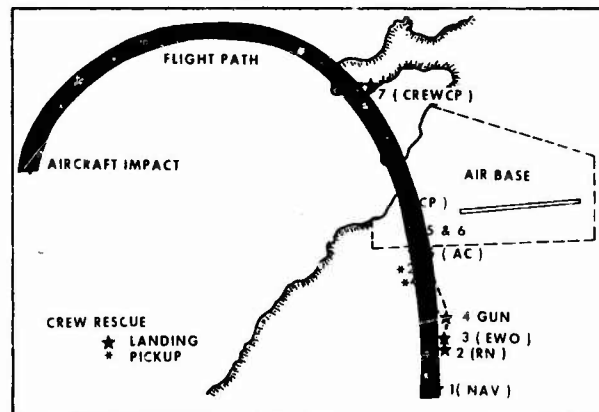 FLIGHT PATH
7 ( CREWCP )
AIRCRAFT IMPACT
AIR BASE
CP )
5 & 6
( AC )
4 GUN
3 ( EWO )
2 (RN )
1( NAV )
CREW RESCUE
★ LANDING
* PICKUP